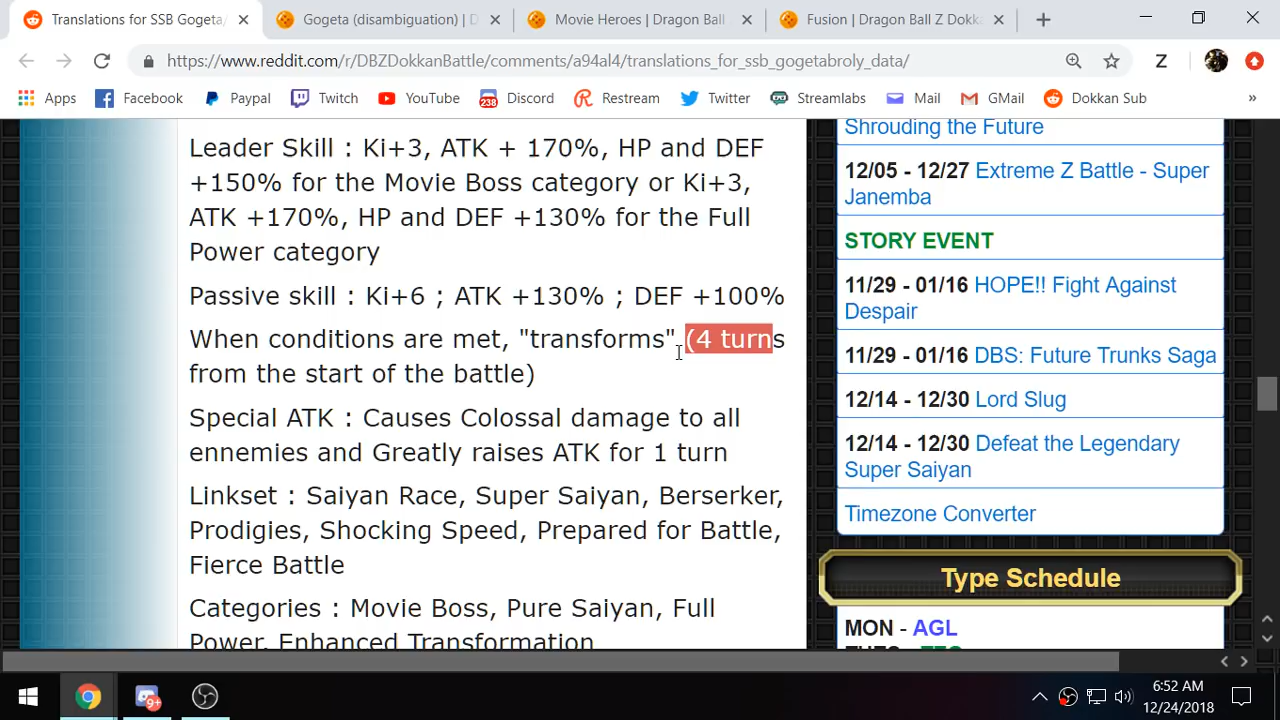 Translations for SSB Gogeta/
Gogeta (disambiguation) | D
Movie Heroes | Dragon Ball
Fusion | Dragon Ball Z Dokka
https://www.reddit.com/r/DBZDokkanBattle/comments/a94al4/translations_for_ssb_gogetabroly_data/
Z
Apps
Facebook
Paypal
Twitch
YouTube
238
Discord
Restream
Twitter
Streamlabs
Mail
GMail
Dokkan Sub
»
Leader Skill : Ki+3, ATK + 170%, HP and DEF
+150% for the Movie Boss category or Ki+3,
ATK +170%, HP and DEF +130% for the Full
Power category
Passive skill : Ki+6 ; ATK +130% ; DEF +100%
When conditions are met, "transforms" (4 turns
from the start of the battle)
Special ATK : Causes Colossal damage to all
ennemies and Greatly raises ATK for 1 turn
Linkset : Saiyan Race, Super Saiyan, Berserker,
Prodigies, Shocking Speed, Prepared for Battle,
Fierce Battle
Categories : Movie Boss, Pure Saiyan, Full
Power, Enhanced Transformation
Shrouding the Future
12/05 - 12/27 Extreme Z Battle - Super
Janemba
STORY EVENT
11/29 - 01/16 HOPE!! Fight Against
Despair
11/29 - 01/16 DBS: Future Trunks Saga
12/14 - 12/30 Lord Slug
12/14 - 12/30 Defeat the Legendary
Super Saiyan
Timezone Converter
Type Schedule
MON - AGL
TUES - TEQ
9+
6:52 AM
12/24/2018